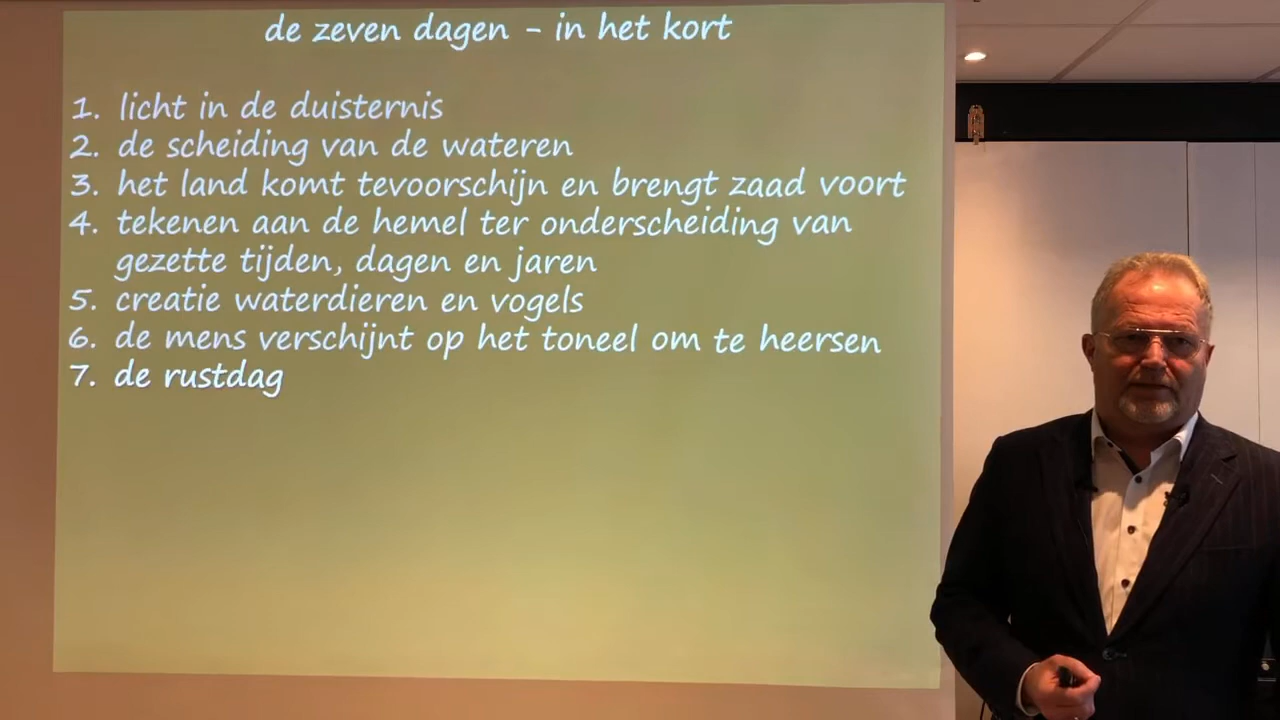 de zeven dagen - in het kort
1. licht in de duisternis
2. de scheiding van de wateren
3. het land komt tevoorschijn en brengt zaad voort
4. tekenen aan de hemel ter onderscheiding van
gezette tijden, dagen en jaren
5. creatie waterdieren en vogels
6. de mens verschijnt op het toneel om te heersen
7. de rustdag